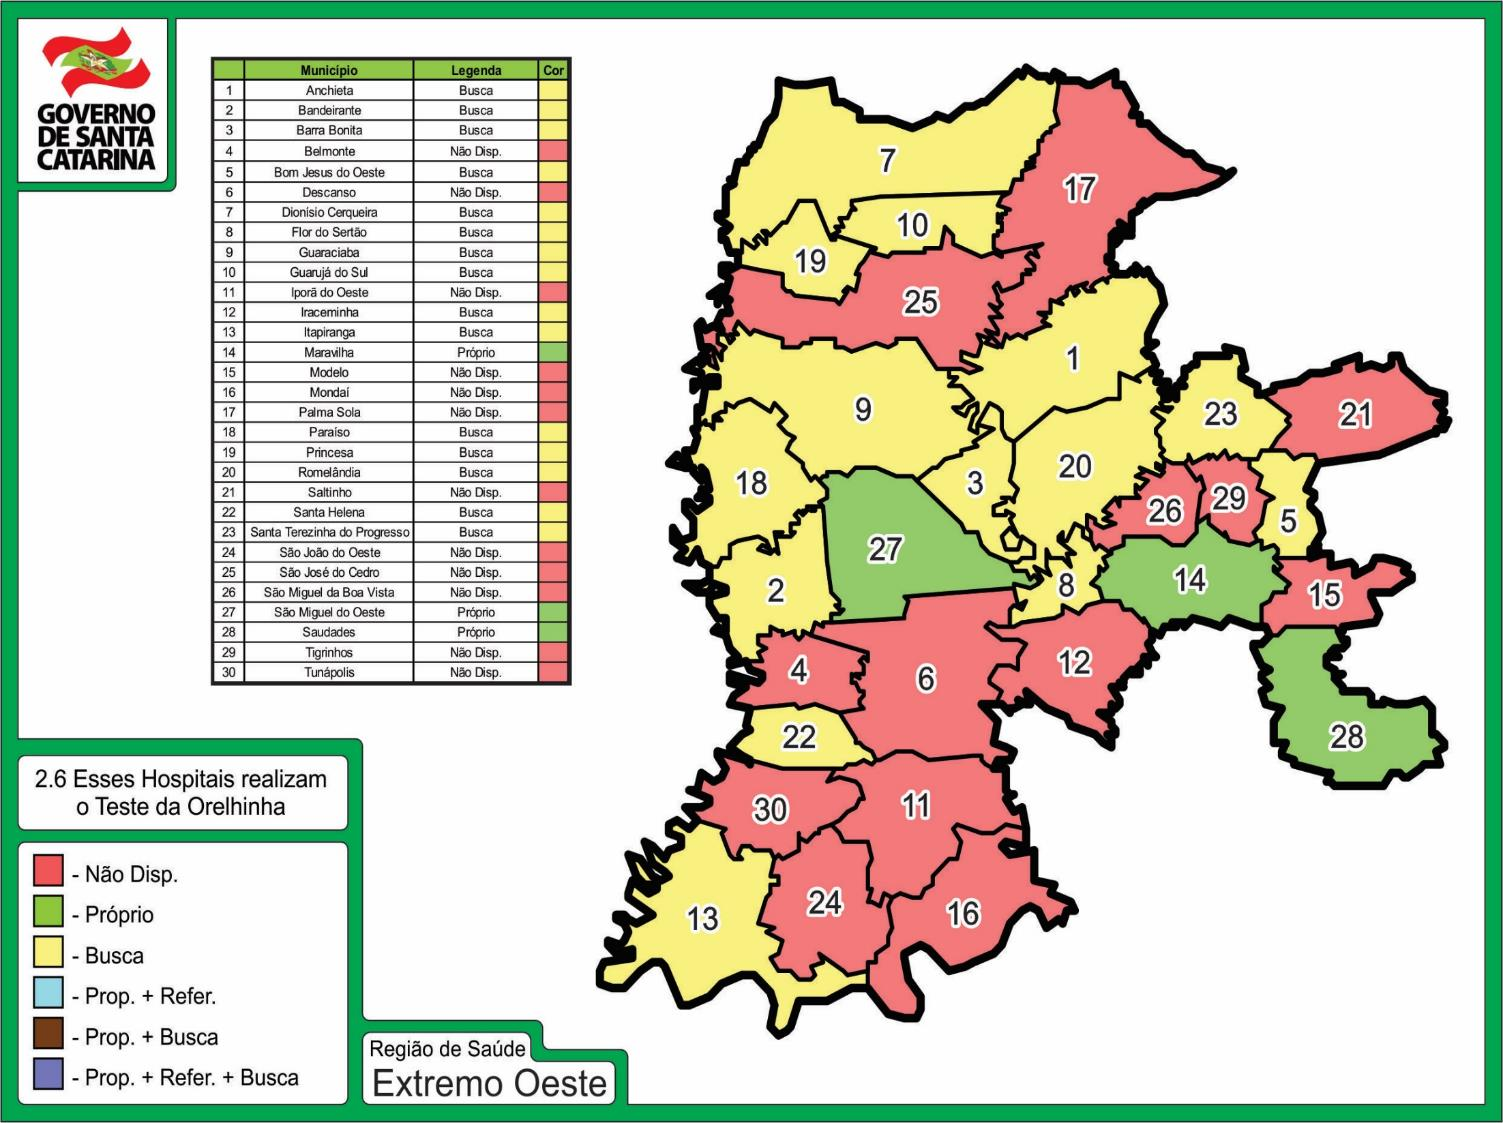 GOVERNO
DE SANTA
CATARINA
Município Legenda Cor
1 Anchieta Busca
2 Bandeirante Busca
3 Barra Bonita Busca
4 Belmonte Não Disp.
5 Bom Jesus do Oeste Busca
6 Descanso Não Disp.
7 Dionísio Cerqueira Busca
8 Flor do Sertão Busca
9 Guaraciaba Busca
10 Guarujá do Sul Busca
11 Iporã do Oeste Não Disp.
12 Iraceminha Busca
13 Itapiranga Busca
14 Maravilha Próprio
15 Modelo Não Disp.
16 Mondaí Não Disp.
17 Palma Sola Não Disp.
18 Paraíso Busca
19 Princesa Busca
20 Romelândia Busca
21 Saltinho Não Disp.
22 Santa Helena Busca
23 Santa Terezinha do Progresso Busca
24 São João do Oeste Não Disp.
25 São José do Cedro Não Disp.
26 São Miguel da Boa Vista Não Disp.
27 São Miguel do Oeste Próprio
28 Saudades Próprio
29 Tigrinhos Não Disp.
30 Tunápolis Não Disp.
7
17
10
19
25
1
9
23
21
18
3
20
26
29
5
27
2
8
14
15
4
6
12
22
28
30
11
13
24
16
2.6 Esses Hospitais realizam
o Teste da Orelhinha
- Não Disp.
- Próprio
- Busca
- Prop. + Refer.
- Prop. + Busca
- Prop. + Refer. + Busca
Região de Saúde
Extremo Oeste